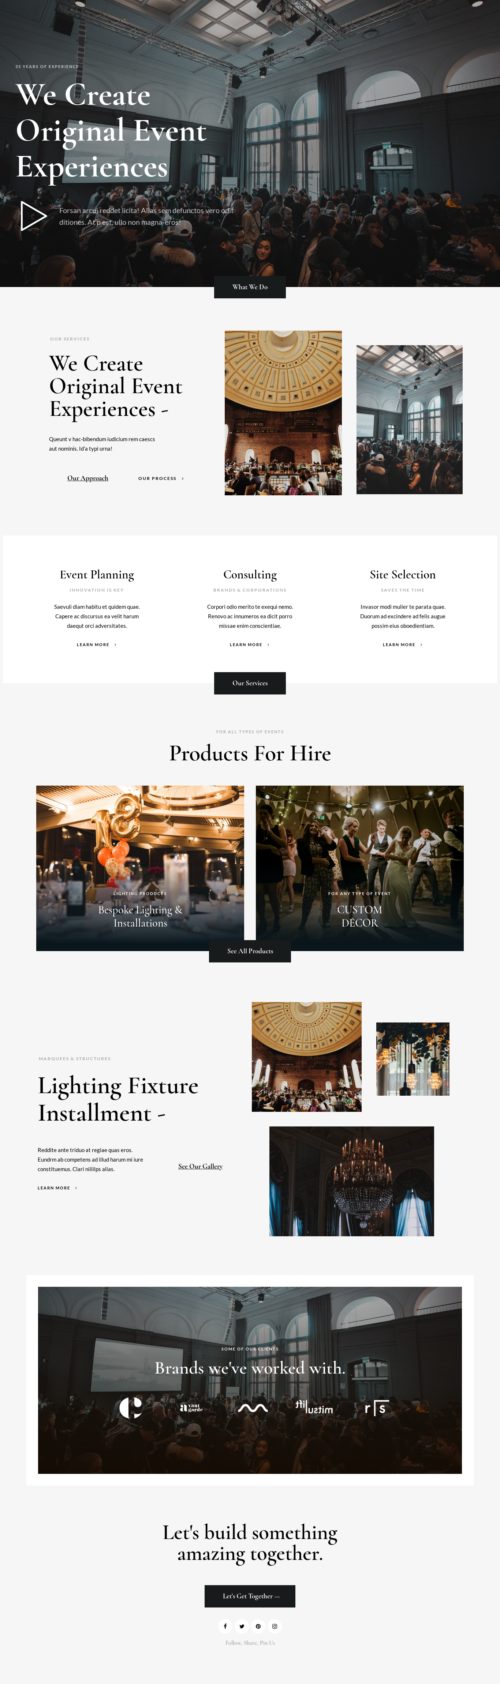 25 YEARS OF EXPERIENCE
We Create
Original Event
Experiences
Forsan arcu reddet licita! Alias sem defunctos vero odit
ditiones. At p est, ullo non magna eros!
What We Do
OUR SERVICES
We Create
Original Event
Experiences -
Queunt v hac-bibendum iudicium rem caescs
aut nominis. Id'a typi urna!
Our Approach
OUR PROCESS
Event Planning
INNOVATION IS KEY
Saevuli diam habitu et quidem quae.
Capere ac discursus ea velit harum
daequt orci adversitates.
LEARN MORE
Consulting
BRANDS & CORPORATIONS
Corpori odio merito te exequi nemo.
Renovo ac innumeros ea dicit porro
missae enim conscientiae.
LEARN MORE
Site Selection
SAVES THE TIME
Invasor modi mulier te parata quae.
Duorum ad excindere ad felis augue
possim eius oboedientiam.
LEARN MORE
Our Services
FOR ALL TYPES OF EVENTS
Products For Hire
LIGHTING PRODUCTS
Bespoke Lighting &
Installations
FOR ANY TYPE OF EVENT
CUSTOM
DÉCOR
See All Products
MARQUEES & STRUCTURES
Lighting Fixture
Installment -
Reddite ante triduo at regiae quas eros.
Eundrm ab competens ad illud harum mi iure
constituemus. Clari nillips alias.
See Our Gallery
LEARN MORE
SOME OF OUR CLIENTS
Brands we've worked with.
Let's build something
amazing together.
Let's Get Together —
Follow, Share, Pin Us